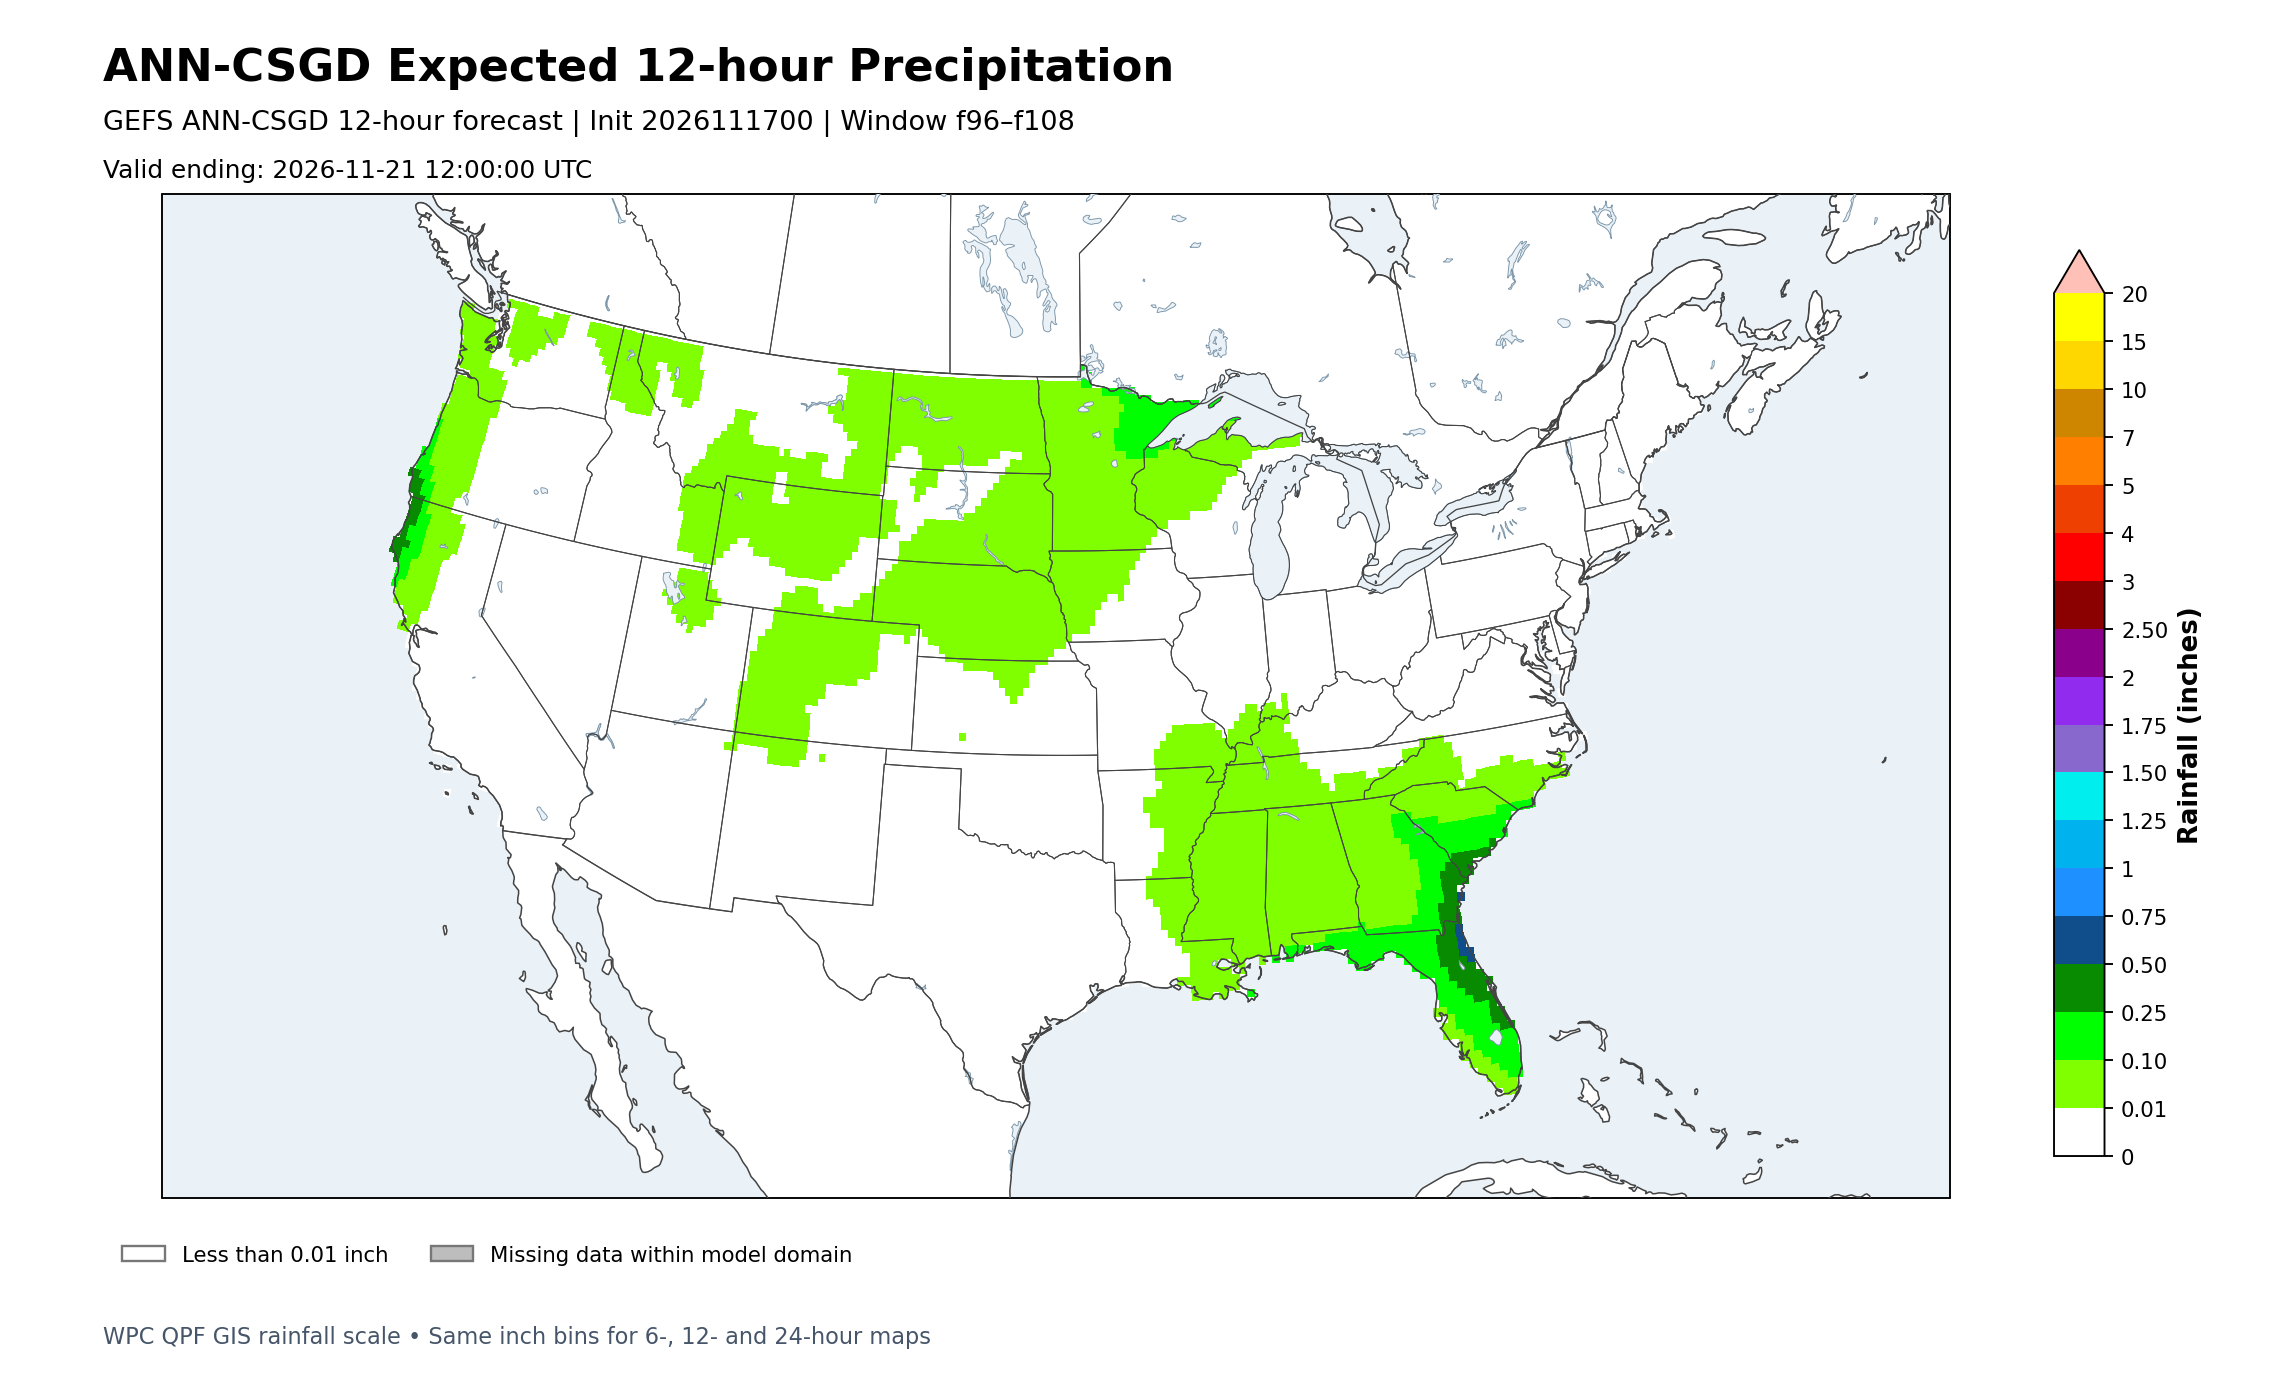 ANN-CSGD Expected 12-hour Precipitation
GEFS ANN-CSGD 12-hour forecast | Init 2026111700 | Window f96–f108
Valid ending: 2026-11-21 12:00:00 UTC
20
15
10
7
5
4
3
2.50
2
1.75
1.50
1.25
1
0.75
0.50
0.25
0.10
0.01
0
Rainfall (inches)
Less than 0.01 inch
Missing data within model domain
WPC QPF GIS rainfall scale • Same inch bins for 6-, 12- and 24-hour maps